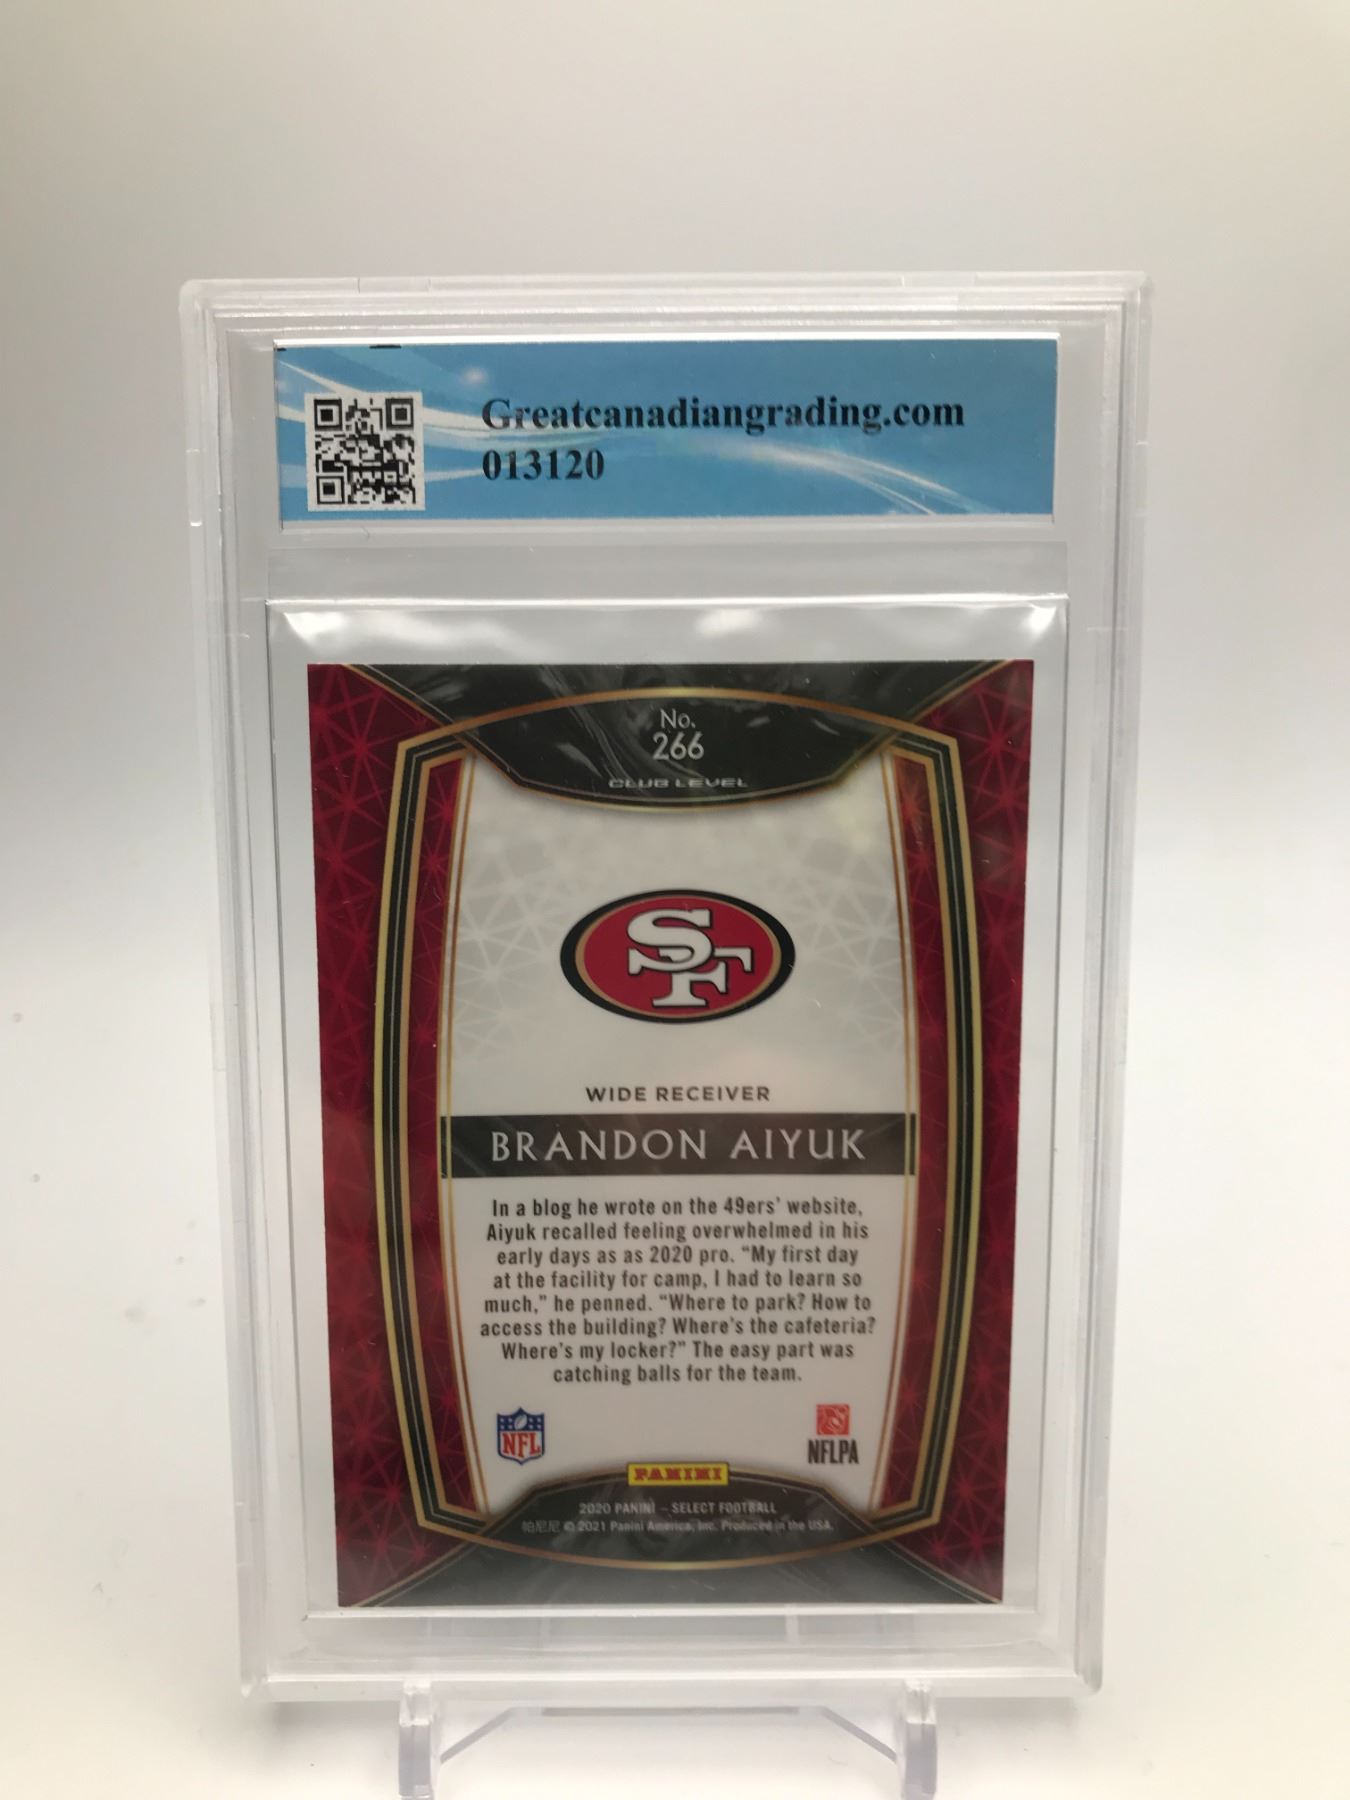 Greatcanadiangrading.com
013120
No.
266
CLUB LEVEL
SF
WIDE RECEIVER
BRANDON AIYUK
In a blog he wrote on the 49ers' website,
Aiyuk recalled feeling overwhelmed in his
early days as as 2020 pro. “My first day
at the facility for camp, I had to learn so
much,” he penned. “Where to park? How to
access the building? Where's the cafeteria?
Where's my locker?” The easy part was
catching balls for the team.
NFL
NFLPA
PANINI
2020 PANINI – SELECT FOOTBALL
帕尼尼 © 2021 Panini America, Inc. Produced in the USA.